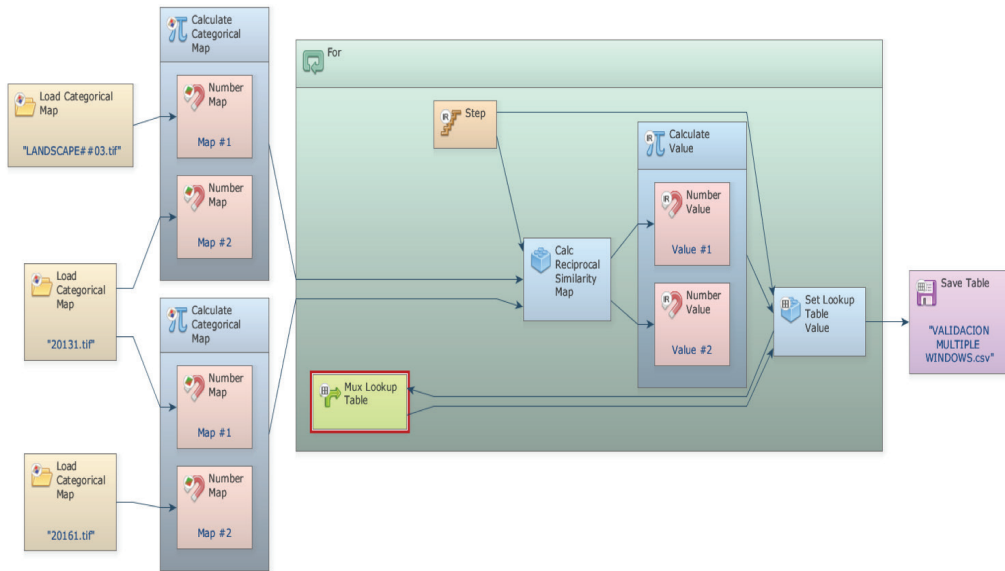 Load Categorical
Map
"LANDSCAPE##03.tif"
Load
Categorical
Map
"20131.tif"
Load
Categorical
Map
"20161.tif"
Calculate
Categorical
Map
Number
Map
Map #1
Number
Map
Map #2
Calculate
Categorical
Map
Number
Map
Map #1
Number
Map
Map #2
For
Step
Calc
Reciprocal
Similarity
Map
Mux Lookup
Table
Calculate
Value
Number
Value
Value #1
Number
Value
Value #2
Set Lookup
Table
Value
Save Table
"VALIDACION
MULTIPLE
WINDOWS.csv"